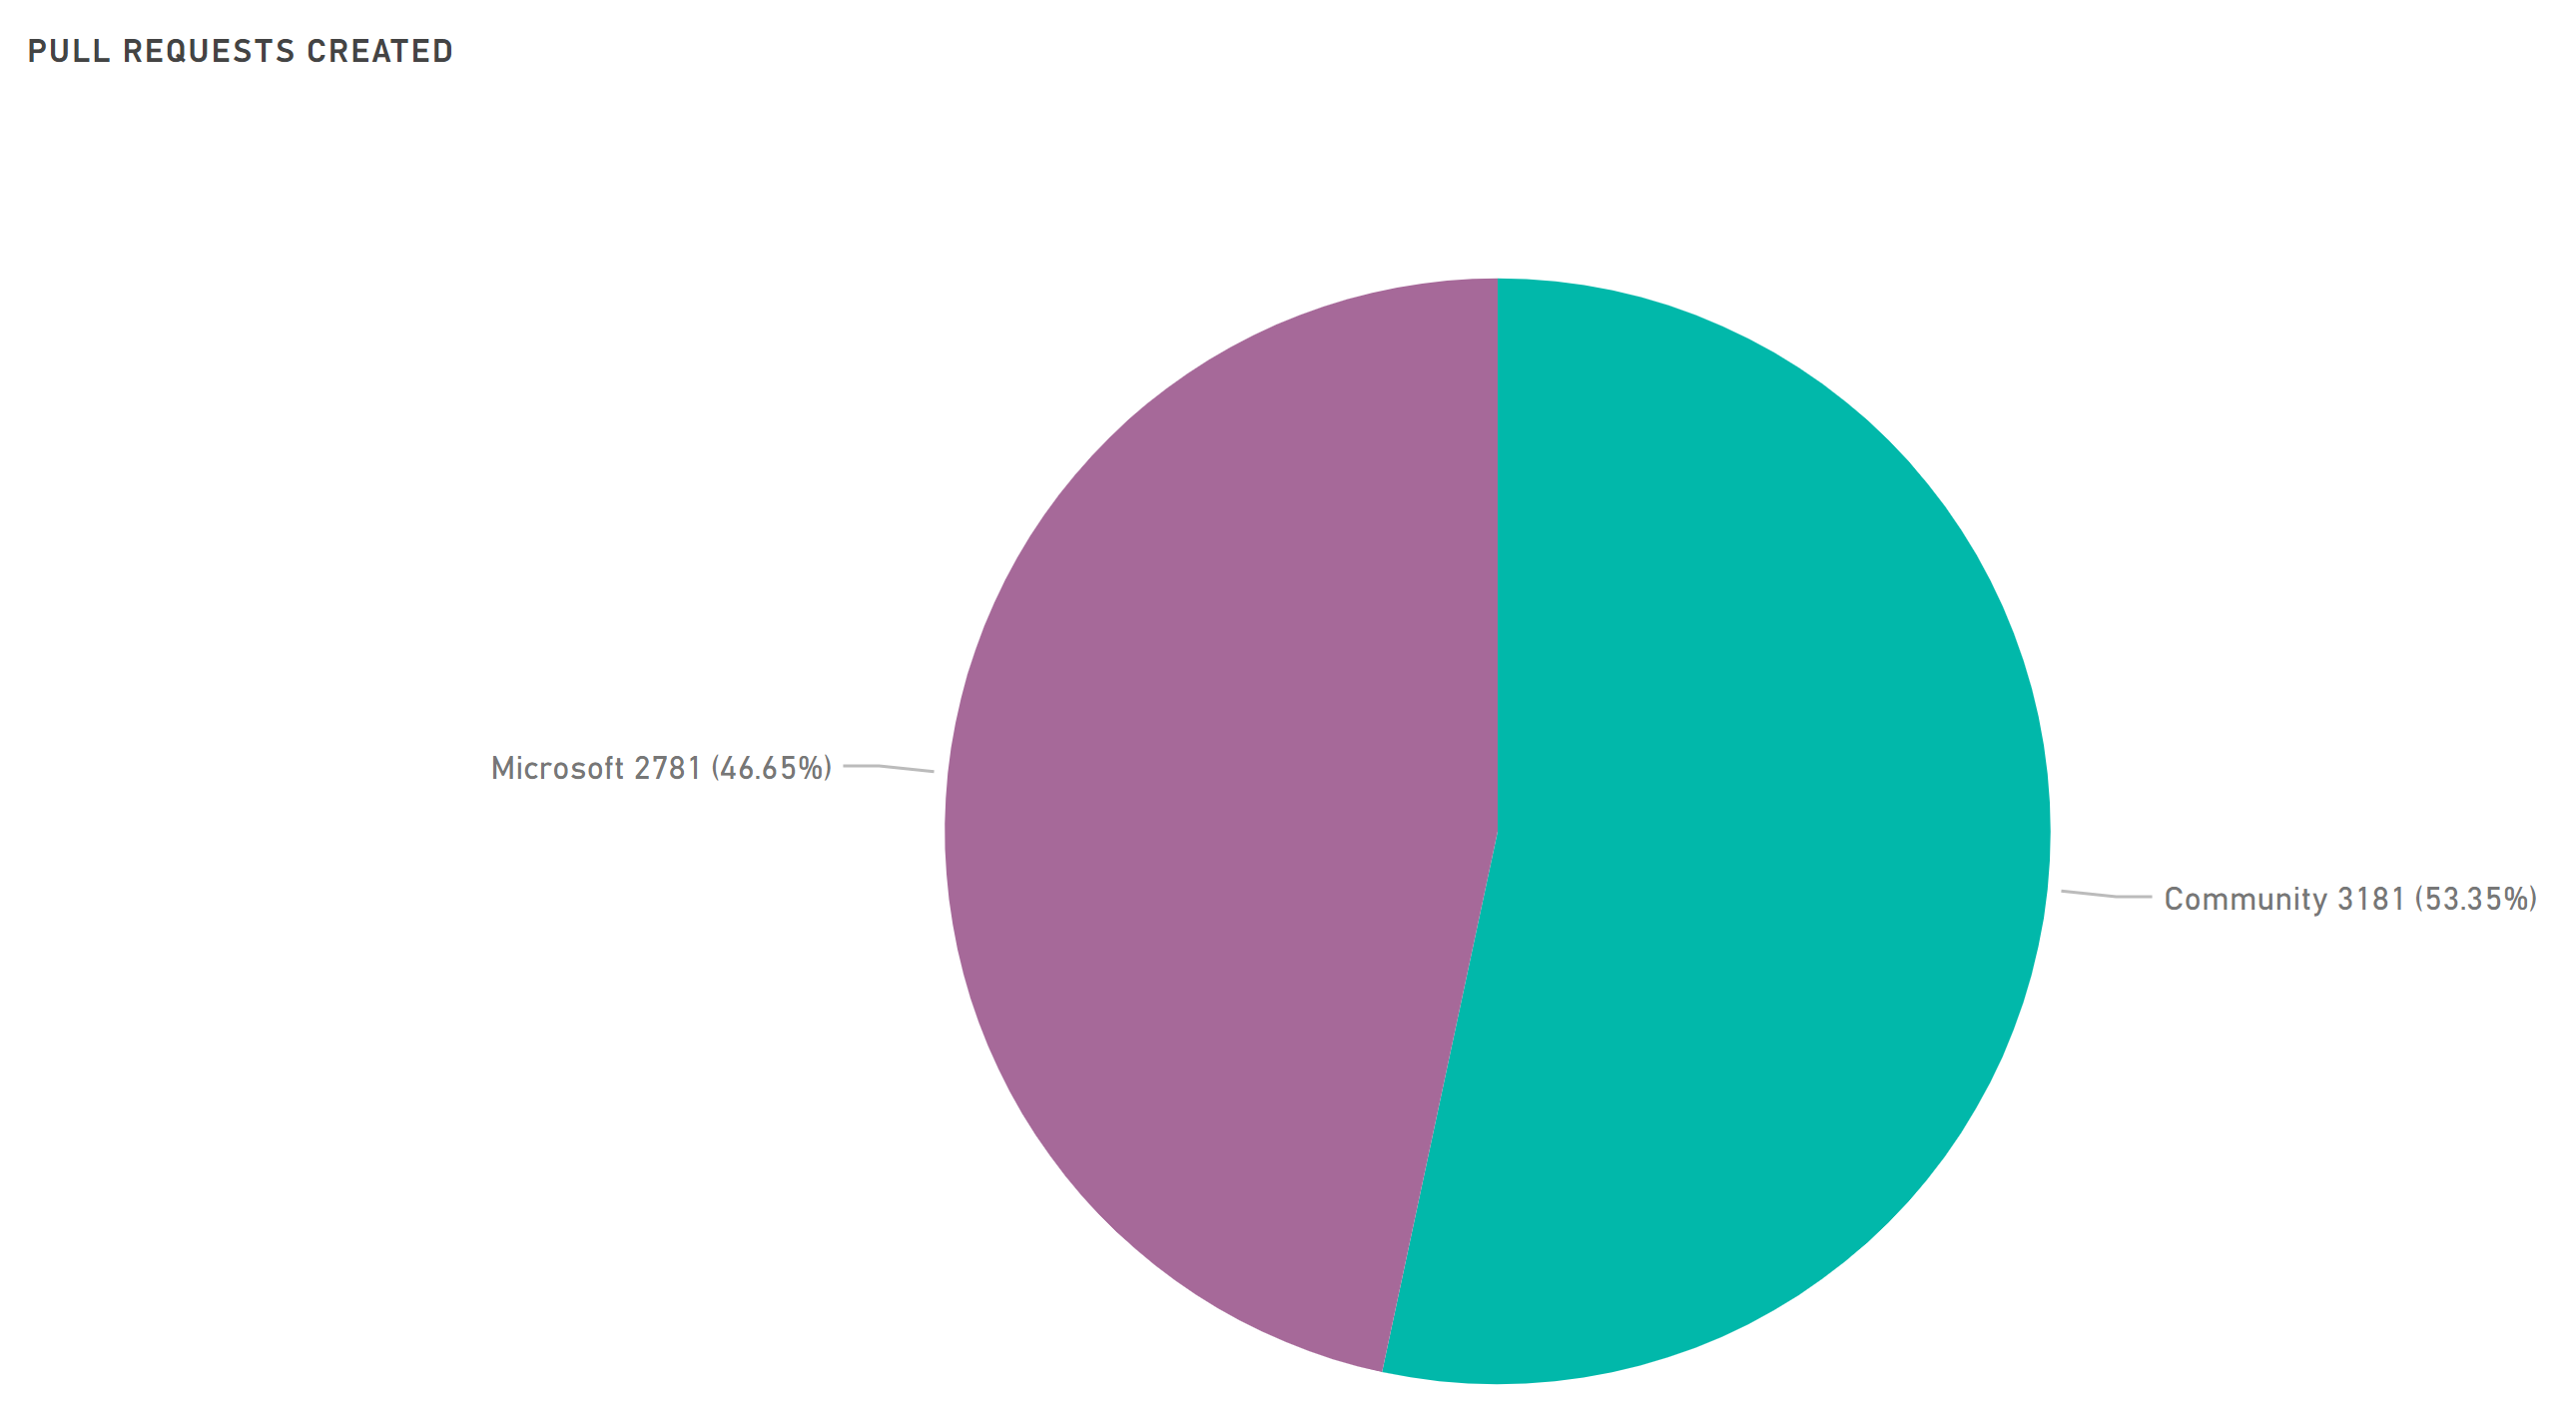 PULL REQUESTS CREATED
Microsoft 2781 (46.65%)
Community 3181 (53.35%)